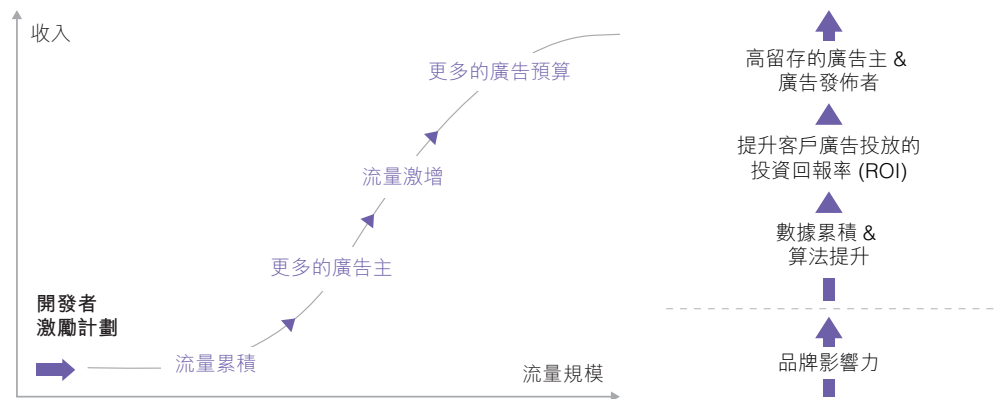 收入
更多的廣告預算
流量激增
更多的廣告主
開發者
激勵計劃
流量累積
流量規模
高留存的廣告主 &
廣告發佈者
提升客戶廣告投放的
投資回報率 (ROI)
數據累積 &
算法提升
品牌影響力